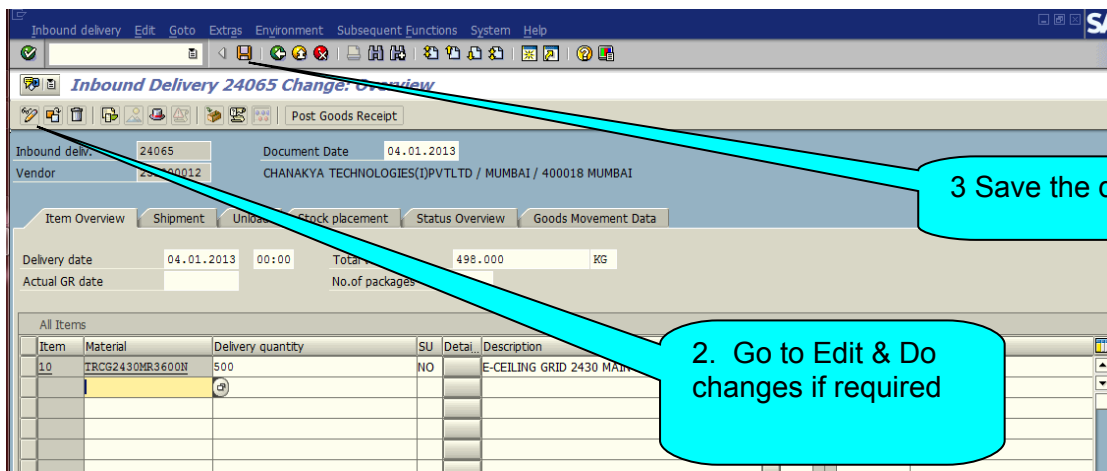 Inbound delivery Edit Goto Extras Environment Subsequent Functions System Help
SA
Inbound Delivery 24065 Change: Overview
Post Goods Receipt
Inbound deliv. 24065 Document Date 04.01.2013
Vendor CHANAKYA TECHNOLOGIES(I)PVTLTD / MUMBAI / 400018 MUMBAI
3 Save the
Item Overview Shipment Stock placement Status Overview Goods Movement Data
Delivery date 04.01.2013 00:00 498.000 KG
Actual GR date No.of packages
All Items
Item Material Delivery quantity SU Detai... Description
10 TRCG2430MR3600N 500 NO E-CEILING GRID 2430 MAIN
2. Go to Edit & Do
changes if required